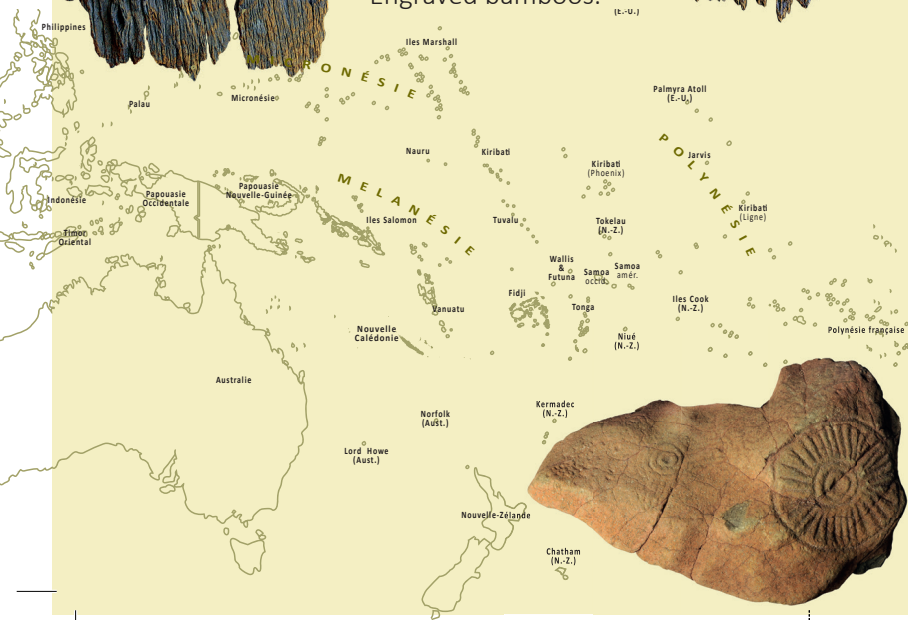 Engraved bamboos.
(E.-U.)
Philippines
Iles Marshall
RONÉSIE
Palau
Micronésie
Palmyra Atoll
(E.-U.)
POLYNÉSIE
Nauru
Kiribati
Jarvis
Kiribati
(Phoenix)
MELANÉSIE
Papouasie
Occidentale
Papouasie
Nouvelle-Guinée
Indonésie
Kiribati
(Ligne)
Iles Salomon
Tuvalu
Tokelau
(N.-Z.)
Timor
Oriental
Wallis
&
Futuna
Samoa
occid.
Samoa
amér.
Fidji
Tonga
Iles Cook
(N.-Z.)
Vanuatu
Nouvelle
Calédonie
Niué
(N.-Z.)
Polynésie française
Australie
Kermadec
(N.-Z.)
Norfolk
(Aust.)
Lord Howe
(Aust.)
Nouvelle-Zélande
Chatham
(N.-Z.)